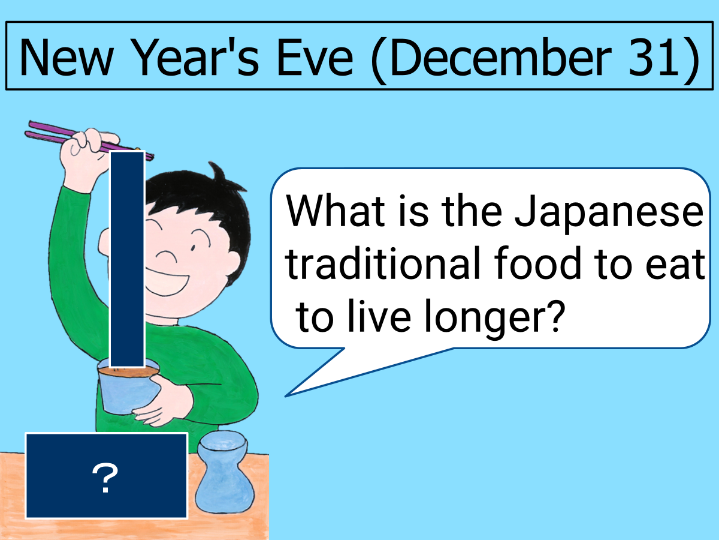 New Year's Eve (December 31)
What is the Japanese
traditional food to eat
to live longer?
?